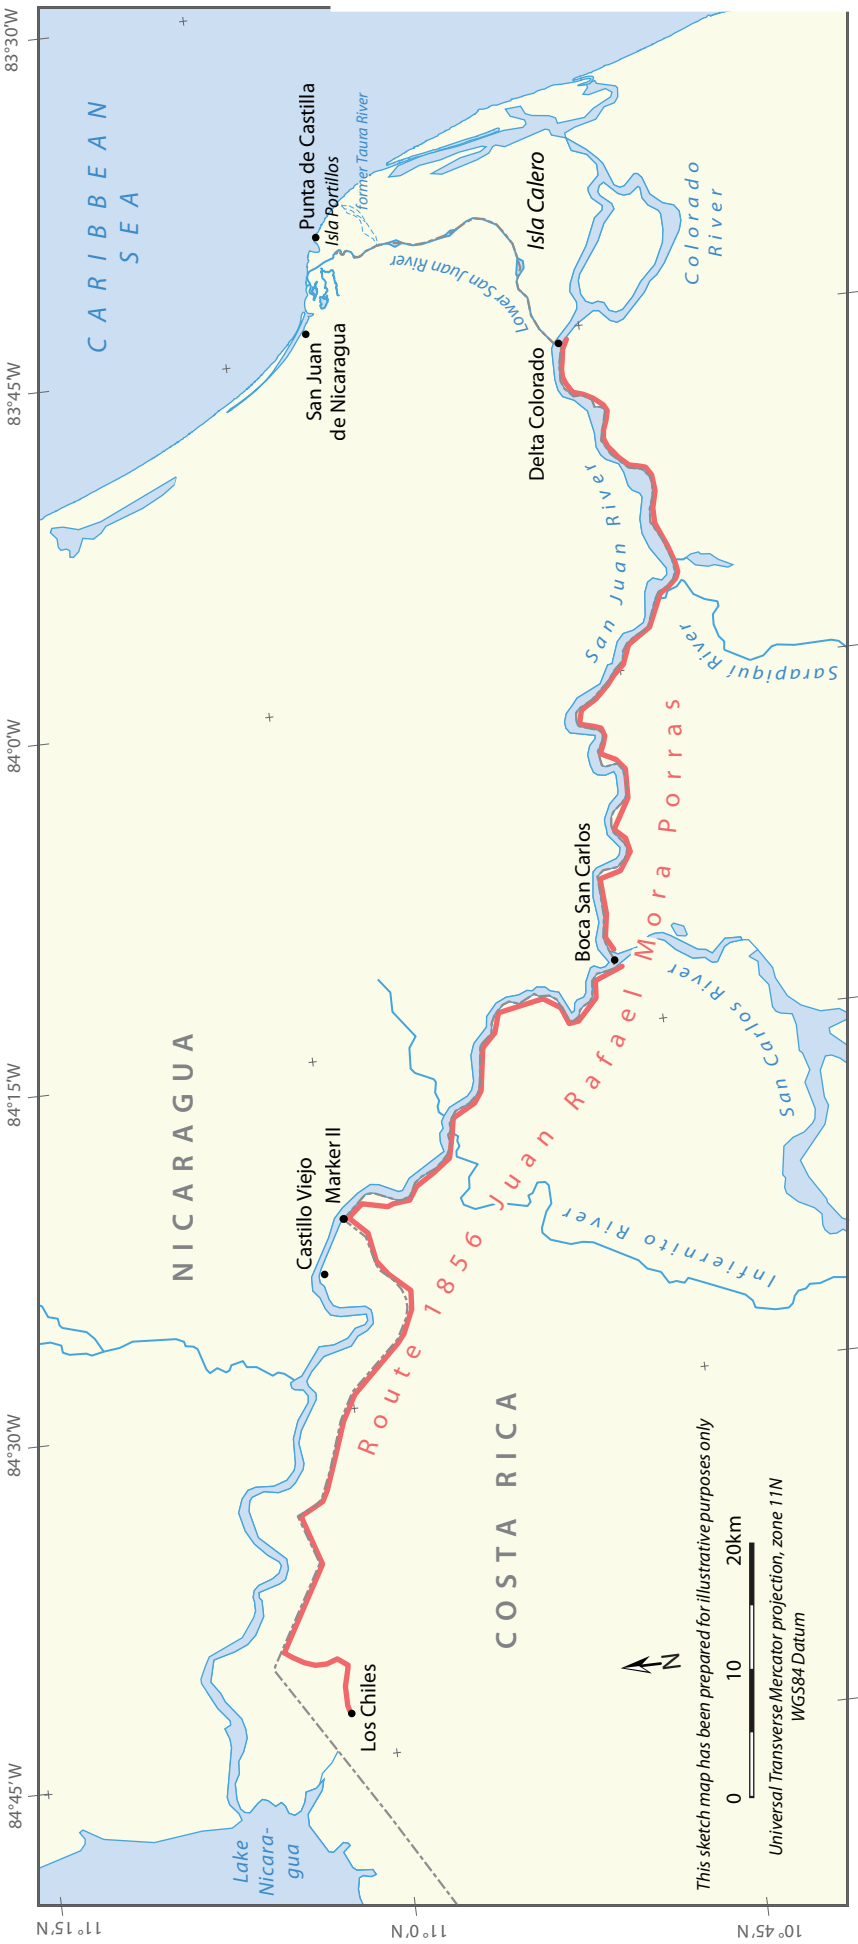 84°45'W
84°30'W
84°15'W
84°0'W
83°45'W
83°30'W
11°15'N
11°0'N
10°45'N
CARIBBEAN
SEA
NICARAGUA
COSTA RICA
Lake
Nicara-
gua
Los Chiles
Castillo Viejo
Marker II
Boca San Carlos
San Juan
de Nicaragua
Punta de Castilla
Isla Portillos
former Taura River
Lower San Juan River
Isla Calero
Delta Colorado
Colorado
River
San Juan River
Sarapiquí River
San Carlos River
Infiernito River
Route 1856 Juan Rafael Mora Porras
N
This sketch map has been prepared for illustrative purposes only
0 10 20km
Universal Transverse Mercator projection, zone 11N
WGS84 Datum